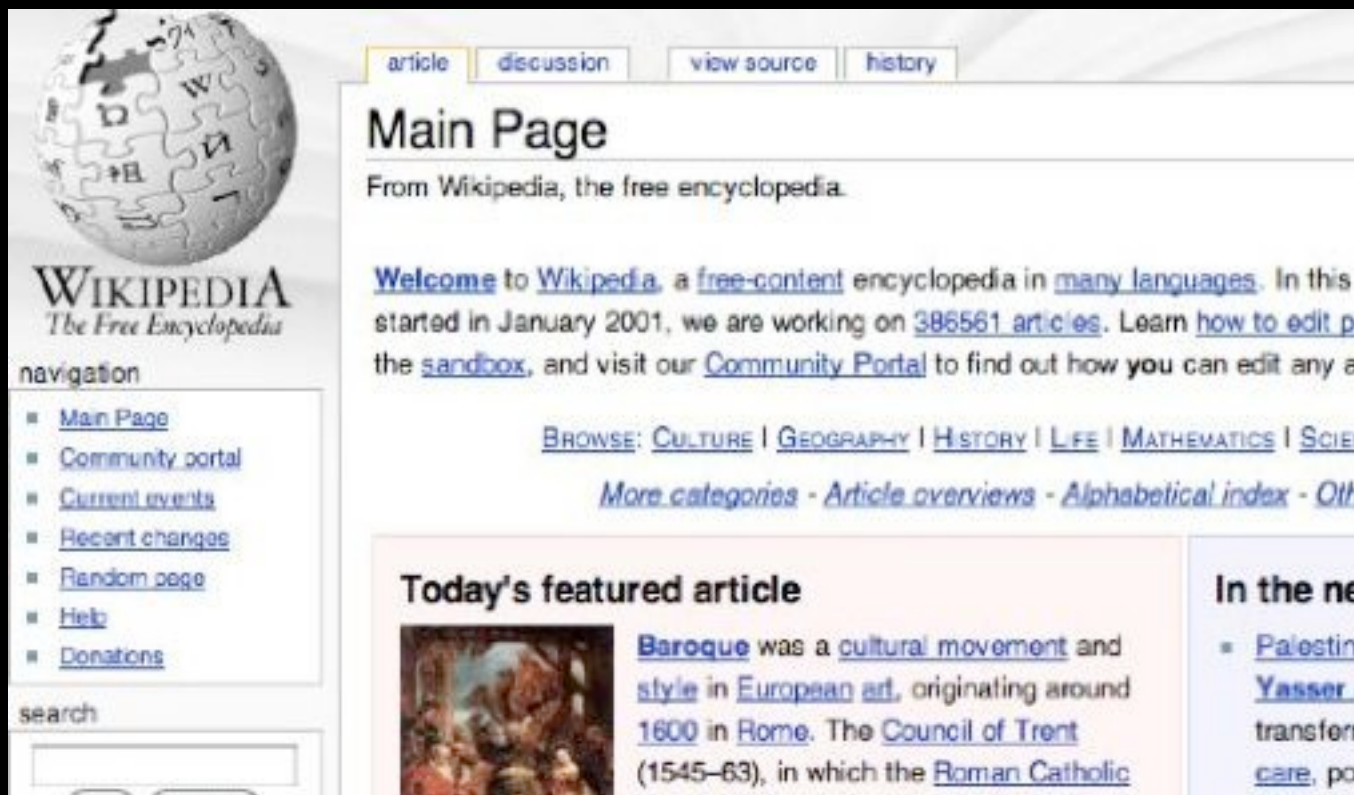 WIKIPEDIA
The Free Encyclopedia
navigation
Main Page
Community portal
Current events
Recent changes
Random page
Help
Donations
search
article discussion view source history
Main Page
From Wikipedia, the free encyclopedia.
Welcome to Wikipedia, a free-content encyclopedia in many languages. In this
started in January 2001, we are working on 386561 articles. Learn how to edit p
the sandbox, and visit our Community Portal to find out how you can edit any a
BROWSE: CULTURE | GEOGRAPHY | HISTORY | LIFE | MATHEMATICS | SCIE
More categories - Article overviews - Alphabetical index - Oth
Today's featured article
Baroque was a cultural movement and
style in European art, originating around
1600 in Rome. The Council of Trent
(1545–63), in which the Roman Catholic
In the ne
Palestin
Yasser
transfer
care, po